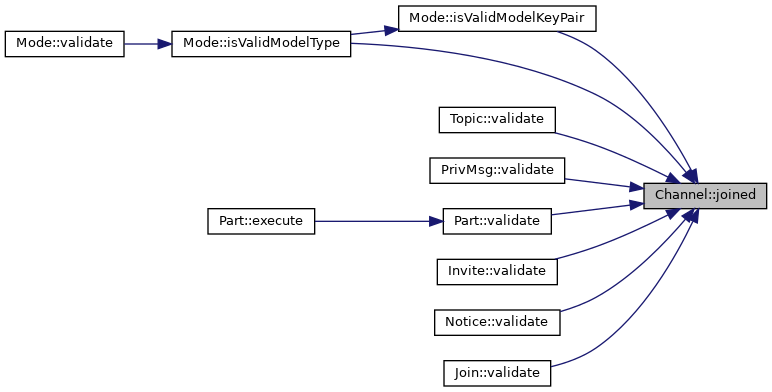 Mode::isValidModelKeyPair
Mode::validate
Mode::isValidModelType
Topic::validate
PrivMsg::validate
Channel::joined
Part::execute
Part::validate
Invite::validate
Notice::validate
Join::validate